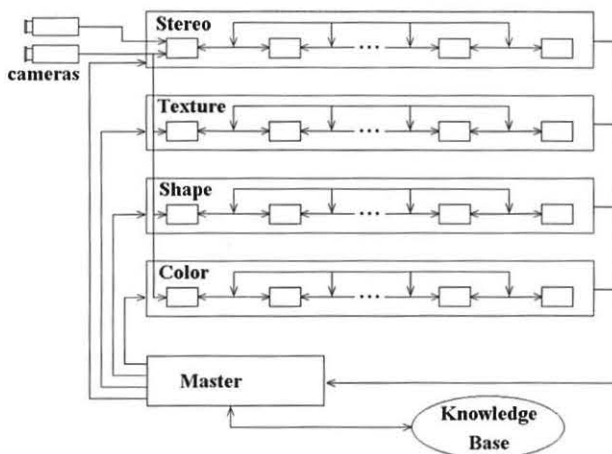 Stereo
cameras
Texture
Shape
Color
Master
Knowledge
Base